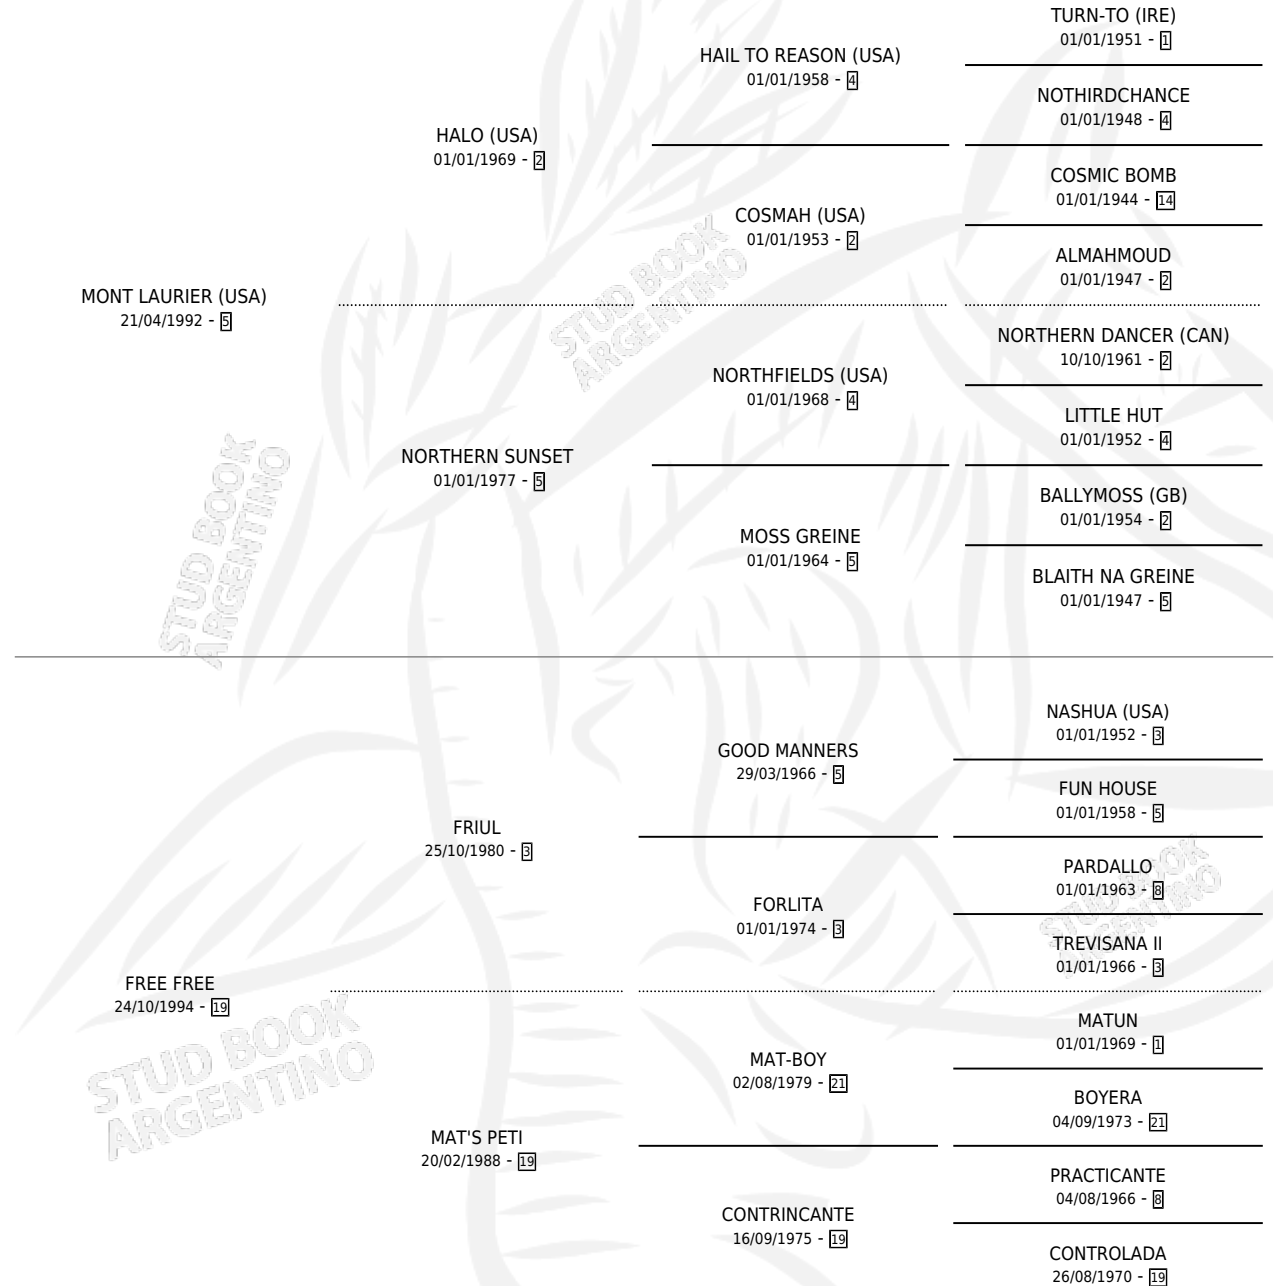 TURN-TO (IRE)
01/01/1951 - 1
HAIL TO REASON (USA)
01/01/1958 - 4
NOTHIRDCHANCE
01/01/1948 - 4
HALO (USA)
01/01/1969 - 2
COSMIC BOMB
01/01/1944 - 14
COSMAH (USA)
01/01/1953 - 2
ALMAHMOUD
01/01/1947 - 2
MONT LAURIER (USA)
21/04/1992 - 5
NORTHERN DANCER (CAN)
10/10/1961 - 2
NORTHFIELDS (USA)
01/01/1968 - 4
LITTLE HUT
01/01/1952 - 4
NORTHERN SUNSET
01/01/1977 - 5
BALLYMOSS (GB)
01/01/1954 - 2
MOSS GREINE
01/01/1964 - 5
BLAITH NA GREINE
01/01/1947 - 5
NASHUA (USA)
01/01/1952 - 3
GOOD MANNERS
29/03/1966 - 5
FUN HOUSE
01/01/1958 - 5
FRIUL
25/10/1980 - 3
PARDALLO
01/01/1963 - 8
FORLITA
01/01/1974 - 3
TREVISANA II
01/01/1966 - 3
FREE FREE
24/10/1994 - 19
MATUN
01/01/1969 - 1
MAT-BOY
02/08/1979 - 21
BOYERA
04/09/1973 - 21
MAT'S PETI
20/02/1988 - 19
PRACTICANTE
04/08/1966 - 8
CONTRINCANTE
16/09/1975 - 19
CONTROLADA
26/08/1970 - 19
STUD BOOK
ARGENTINO
STUD BOOK
ARGENTINO
STUD BOOK
ARGENTINO
STUD BOOK
ARGENTINO